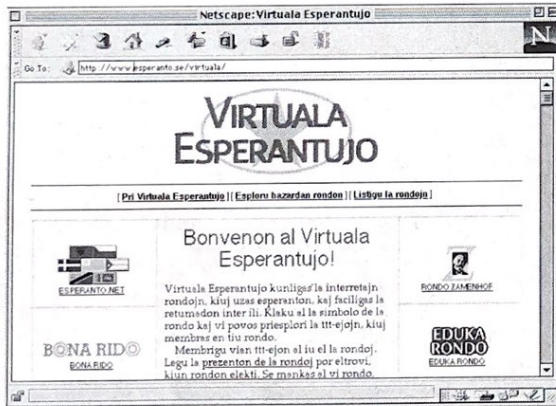 Netscape: Virtuala Esperantujo
N
Go To:
http://www.esperanto.se/virtuala/
VIRTUALA
ESPERANTUJO
[ Pri Virtuala Esperantujo ] [ Esploru hazardan rondon ] [ Listigu la rondojn ]
ESPERANTO.NET
BONA RIDO
BONA RIDO
Bonvenon al Virtuala
Esperantujo!
Virtuala Esperantujo kunligas la interretajn
rondojn, kiuj uzas esperanton, kaj faciligas la
retumadon inter ili. Klaku al la simbolo de la
rondo kaj vi povos priesplori la ttt-ejojn, kiuj
membras en tiu rondo.
Membrigu vian ttt-ejon al iu el la rondoj.
Legu la prezenton de la rondoj por eltrovi,
kiun rondon elekti. Se mankas al vi rondo,
RONDO ZAMENHOF
EDUKA
RONDO
EDUKA RONDO